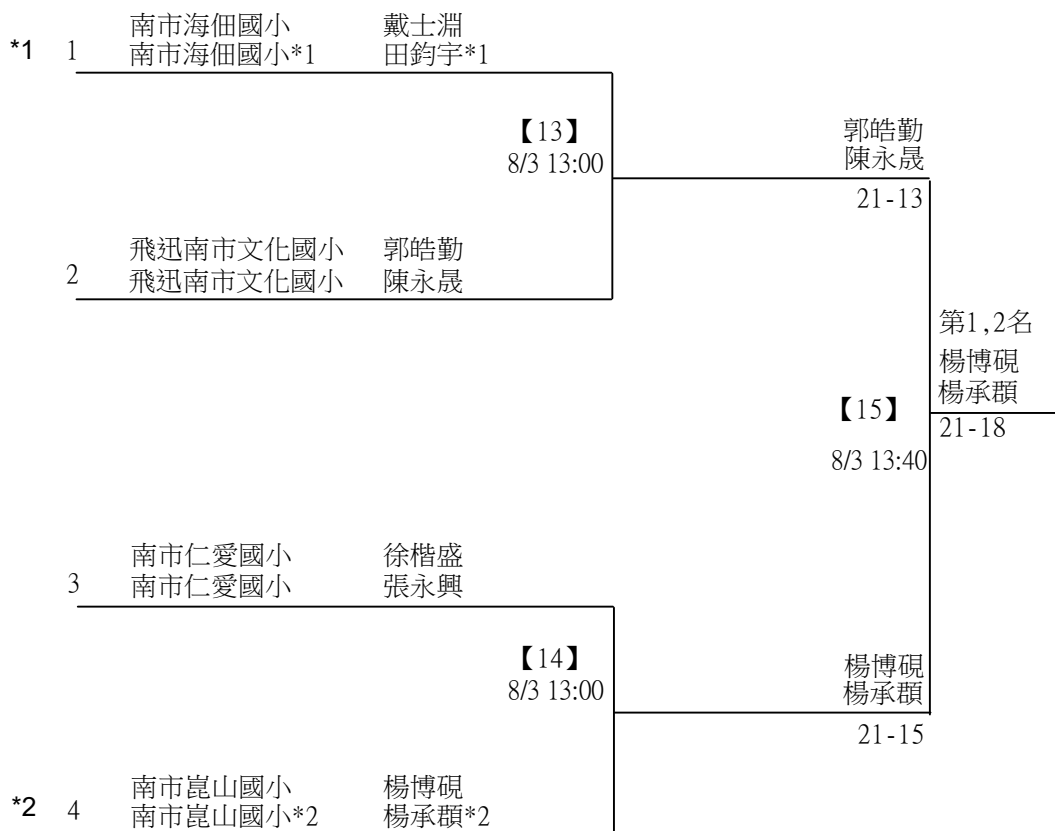 南市海佃國小 戴士淵
*1 1 南市海佃國小*1 田鈞宇*1
【13】
8/3 13:00
郭皓勤
陳永晟
21-13
飛迅南市文化國小 郭皓勤
2 飛迅南市文化國小 陳永晟
第1,2名
楊博硯
楊承頵
【15】
21-18
8/3 13:40
南市仁愛國小 徐楷盛
3 南市仁愛國小 張永興
【14】
8/3 13:00
楊博硯
楊承頵
21-15
南市崑山國小 楊博硯
*2 4 南市崑山國小*2 楊承頵*2